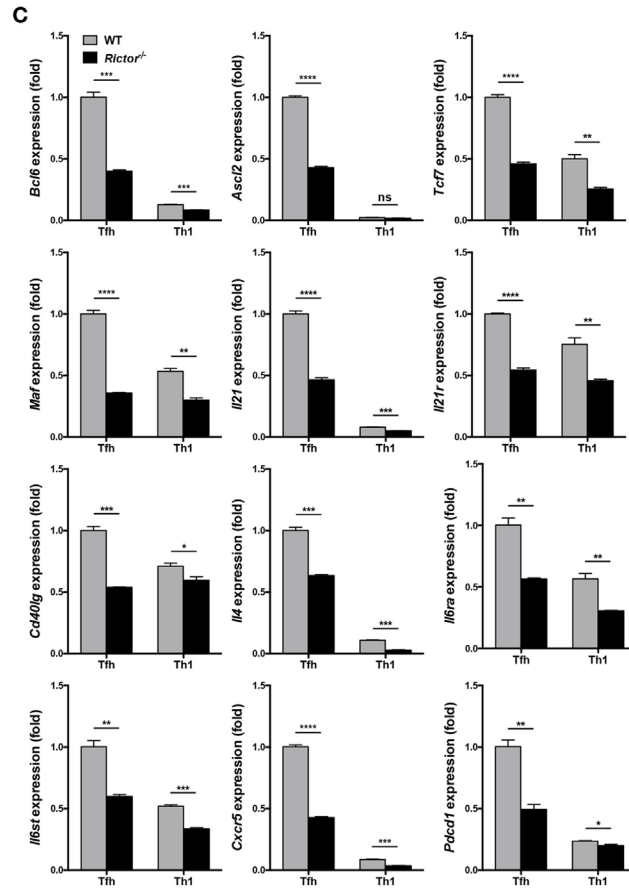 C
WT
Rictor-/-
Bcl6 expression (fold)
1.5
1.0
0.5
0.0
***
***
Tfh
Th1
Ascl2 expression (fold)
1.5
1.0
0.5
0.0
****
ns
Tfh
Th1
Tcf7 expression (fold)
1.5
1.0
0.5
0.0
****
**
Tfh
Th1
Maf expression (fold)
1.5
1.0
0.5
0.0
****
**
Tfh
Th1
Il21 expression (fold)
1.5
1.0
0.5
0.0
****
***
Tfh
Th1
Il21r expression (fold)
1.5
1.0
0.5
0.0
****
**
Tfh
Th1
Cd40lg expression (fold)
1.5
1.0
0.5
0.0
***
*
Tfh
Th1
Il4 expression (fold)
1.5
1.0
0.5
0.0
***
***
Tfh
Th1
Il6ra expression (fold)
1.5
1.0
0.5
0.0
**
**
Tfh
Th1
Il6st expression (fold)
1.5
1.0
0.5
0.0
**
***
Tfh
Th1
Cxcr5 expression (fold)
1.5
1.0
0.5
0.0
****
***
Tfh
Th1
Pdcd1 expression (fold)
1.5
1.0
0.5
0.0
**
*
Tfh
Th1